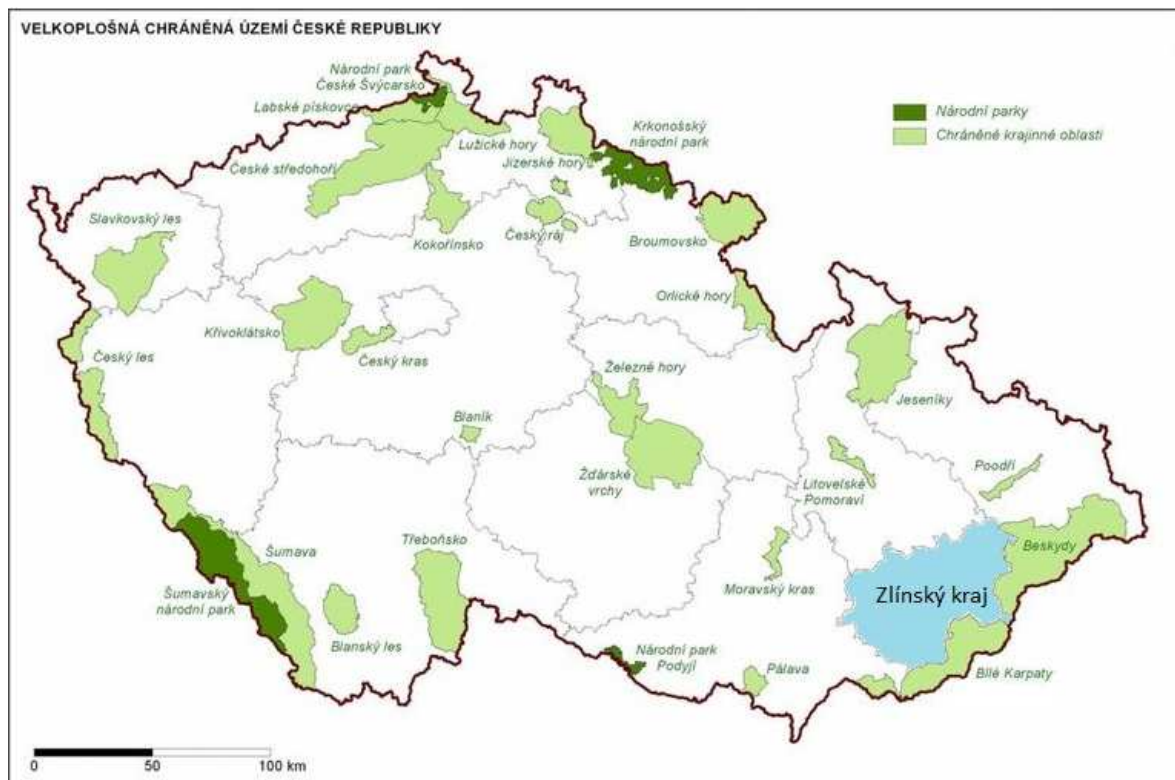 VELKOPLOŠNÁ CHRÁNĚNÁ ÚZEMÍ ČESKÉ REPUBLIKY
Národní park
České Švýcarsko
Labské pískovce
Národní parky
Chráněné krajinné oblasti
Krkonošský
národní park
Lužické hory
Jizerské hory
České středohoří
Slavkovský les
Kokořínsko
Český ráj
Broumovsko
Orlické hory
Křivoklátsko
Český kras
Český les
Železné hory
Jeseníky
Blaník
Žďárské
vrchy
Litovelské
Pomoraví
Poodří
Šumava
Třeboňsko
Beskydy
Zlínský kraj
Moravský kras
Šumavský
národní park
Blanský les
Národní park
Podyjí
Pálava
Bílé Karpaty
0 50 100 km